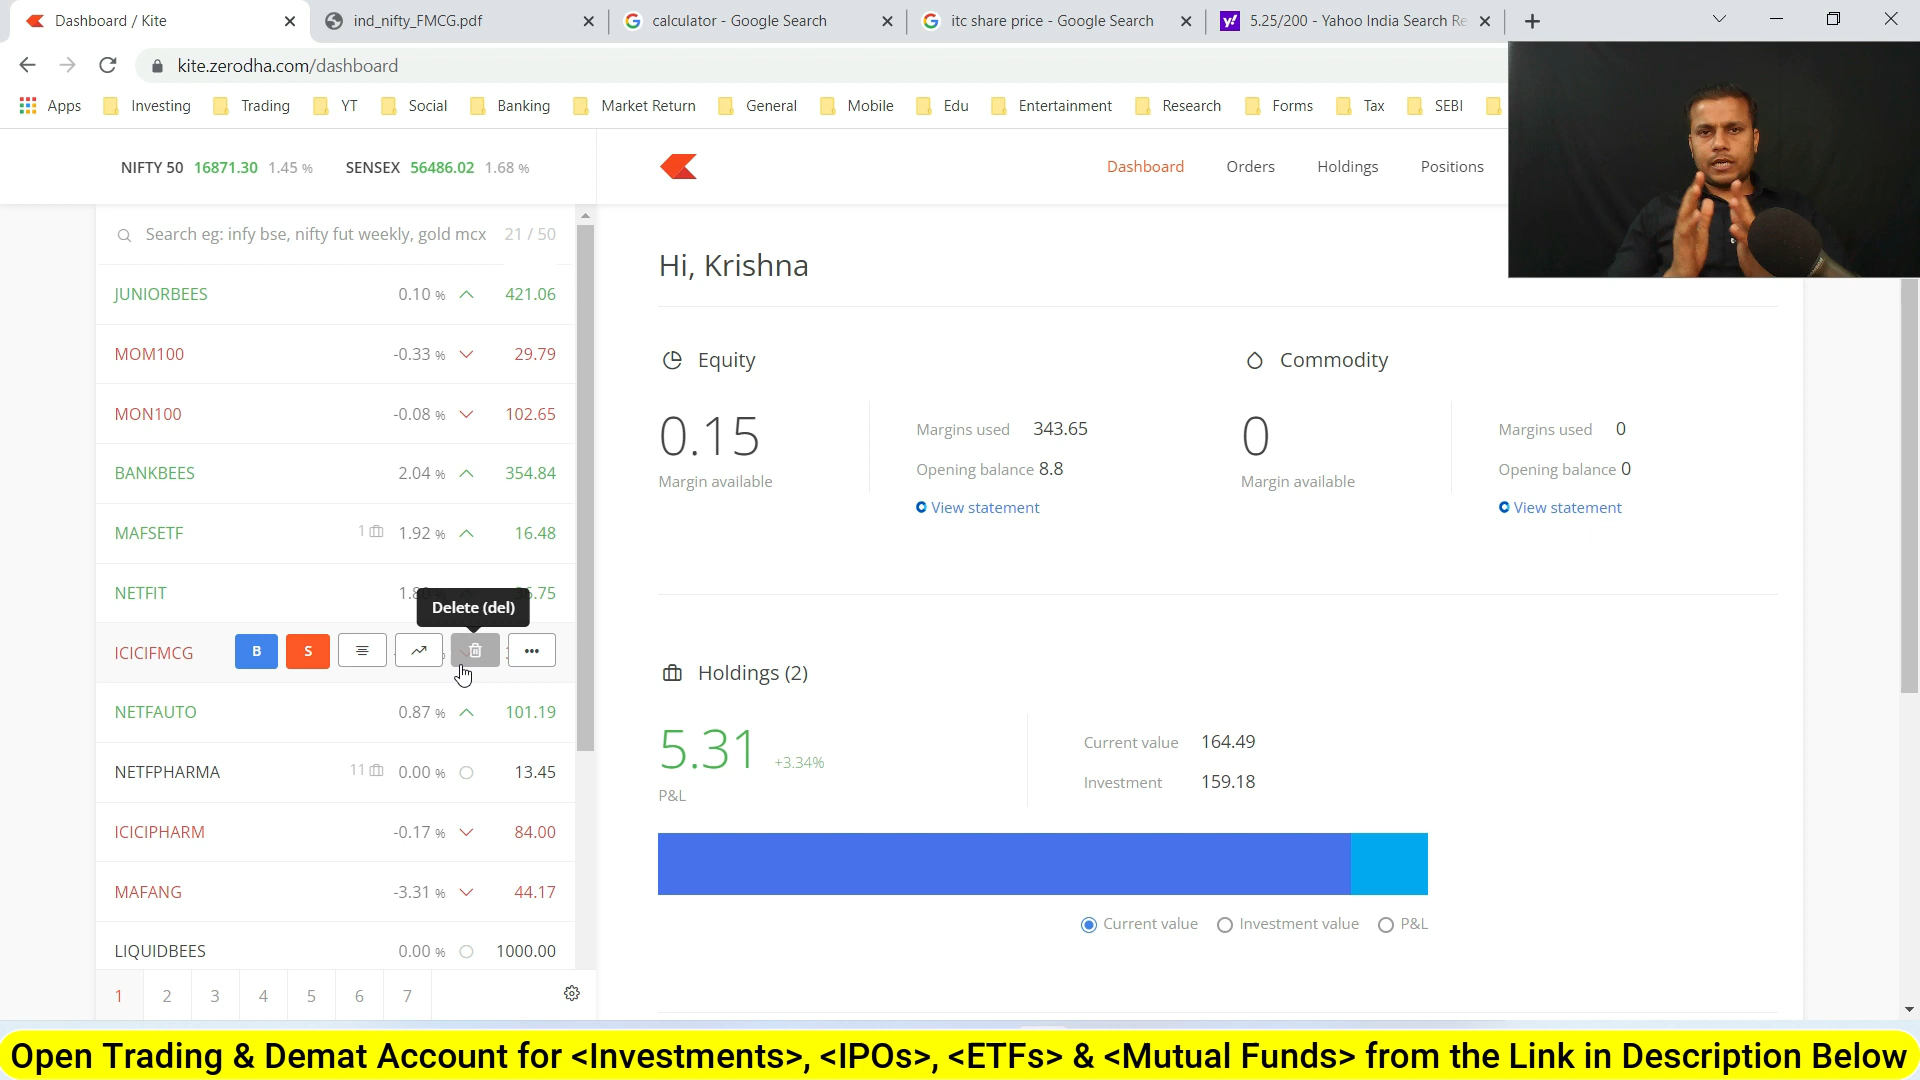 Dashboard / Kite
ind_nifty_FMCG.pdf
calculator - Google Search
itc share price - Google Search
5.25/200 - Yahoo India Search Re
kite.zerodha.com/dashboard
Apps Investing Trading YT Social Banking Market Return General Mobile Edu Entertainment Research Forms Tax SEBI
NIFTY 50 16871.30 1.45 % SENSEX 56486.02 1.68 %
Dashboard Orders Holdings Positions
Search eg: infy bse, nifty fut weekly, gold mcx 21 / 50
JUNIORBEES 0.10 % 421.06
MOM100 -0.33 % 29.79
MON100 -0.08 % 102.65
BANKBEES 2.04 % 354.84
MAFSETF 1 1.92 % 16.48
NETFIT
Delete (del)
ICICIFMCG B S
NETFAUTO 0.87 % 101.19
NETFPHARMA 11 0.00 % 13.45
ICICIPHARM -0.17 % 84.00
MAFANG -3.31 % 44.17
LIQUIDBEES 0.00 % 1000.00
1 2 3 4 5 6 7
Hi, Krishna
Equity
0.15
Margin available
Margins used 343.65
Opening balance 8.8
View statement
Commodity
0
Margin available
Margins used 0
Opening balance 0
View statement
Holdings (2)
5.31 +3.34%
P&L
Current value 164.49
Investment 159.18
Current value Investment value P&L
Open Trading & Demat Account for <Investments>, <IPOs>, <ETFs> & <Mutual Funds> from the Link in Description Below